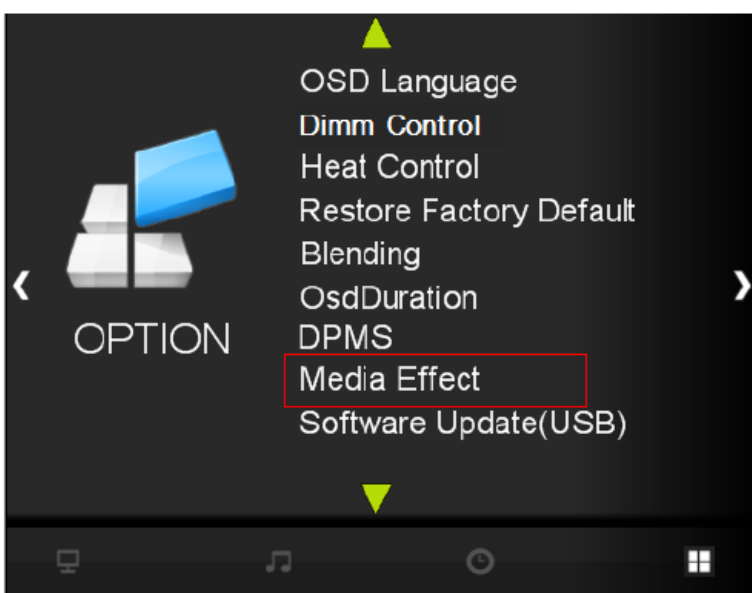 OSD Language
Dimm Control
Heat Control
Restore Factory Default
Blending
OsdDuration
OPTION
DPMS
Media Effect
Software Update(USB)